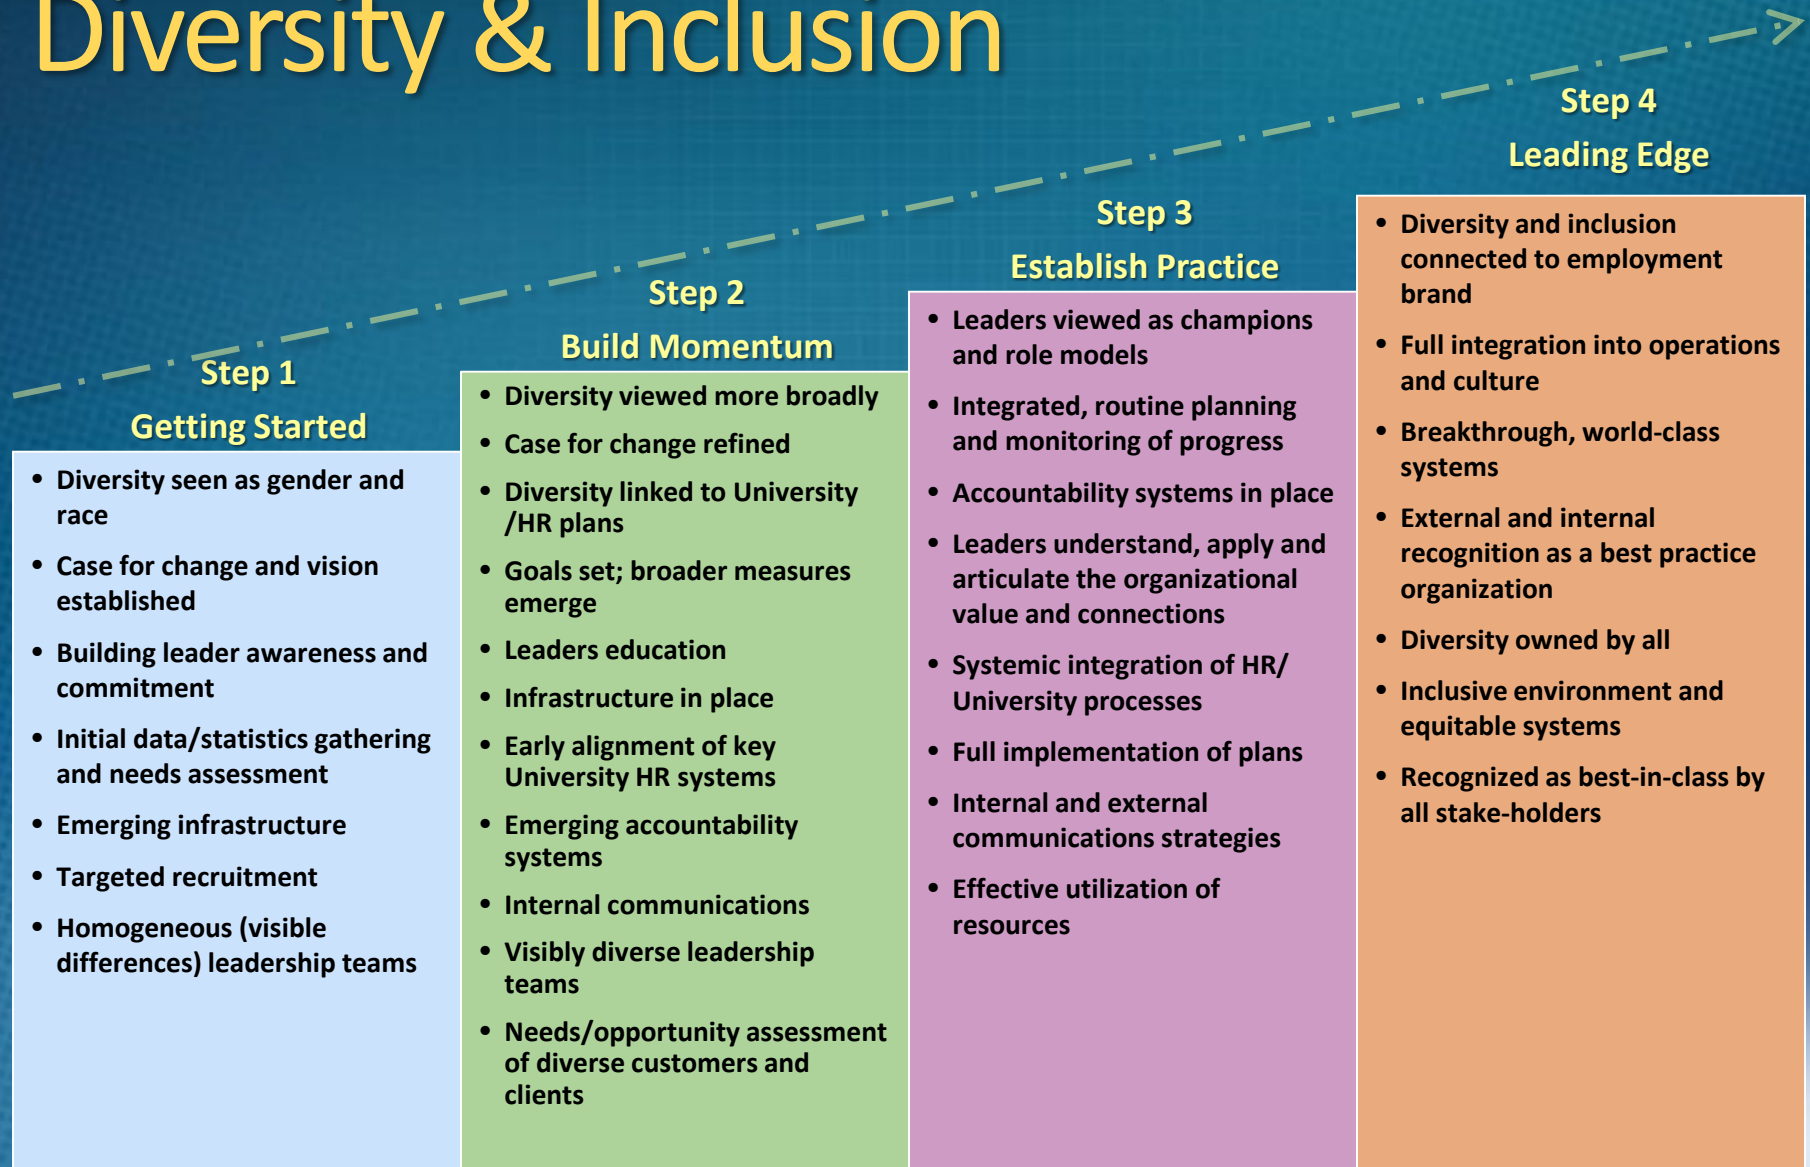 Diversity & Inclusion
Step 1
Getting Started
• Diversity seen as gender and
race
• Case for change and vision
established
• Building leader awareness and
commitment
• Initial data/statistics gathering
and needs assessment
• Emerging infrastructure
• Targeted recruitment
• Homogeneous (visible
differences) leadership teams
Step 2
Build Momentum
• Diversity viewed more broadly
• Case for change refined
• Diversity linked to University
/HR plans
• Goals set; broader measures
emerge
• Leaders education
• Infrastructure in place
• Early alignment of key
University HR systems
• Emerging accountability
systems
• Internal communications
• Visibly diverse leadership
teams
• Needs/opportunity assessment
of diverse customers and
clients
Step 3
Establish Practice
• Leaders viewed as champions
and role models
• Integrated, routine planning
and monitoring of progress
• Accountability systems in place
• Leaders understand, apply and
articulate the organizational
value and connections
• Systemic integration of HR/
University processes
• Full implementation of plans
• Internal and external
communications strategies
• Effective utilization of
resources
Step 4
Leading Edge
• Diversity and inclusion
connected to employment
brand
• Full integration into operations
and culture
• Breakthrough, world-class
systems
• External and internal
recognition as a best practice
organization
• Diversity owned by all
• Inclusive environment and
equitable systems
• Recognized as best-in-class by
all stake-holders